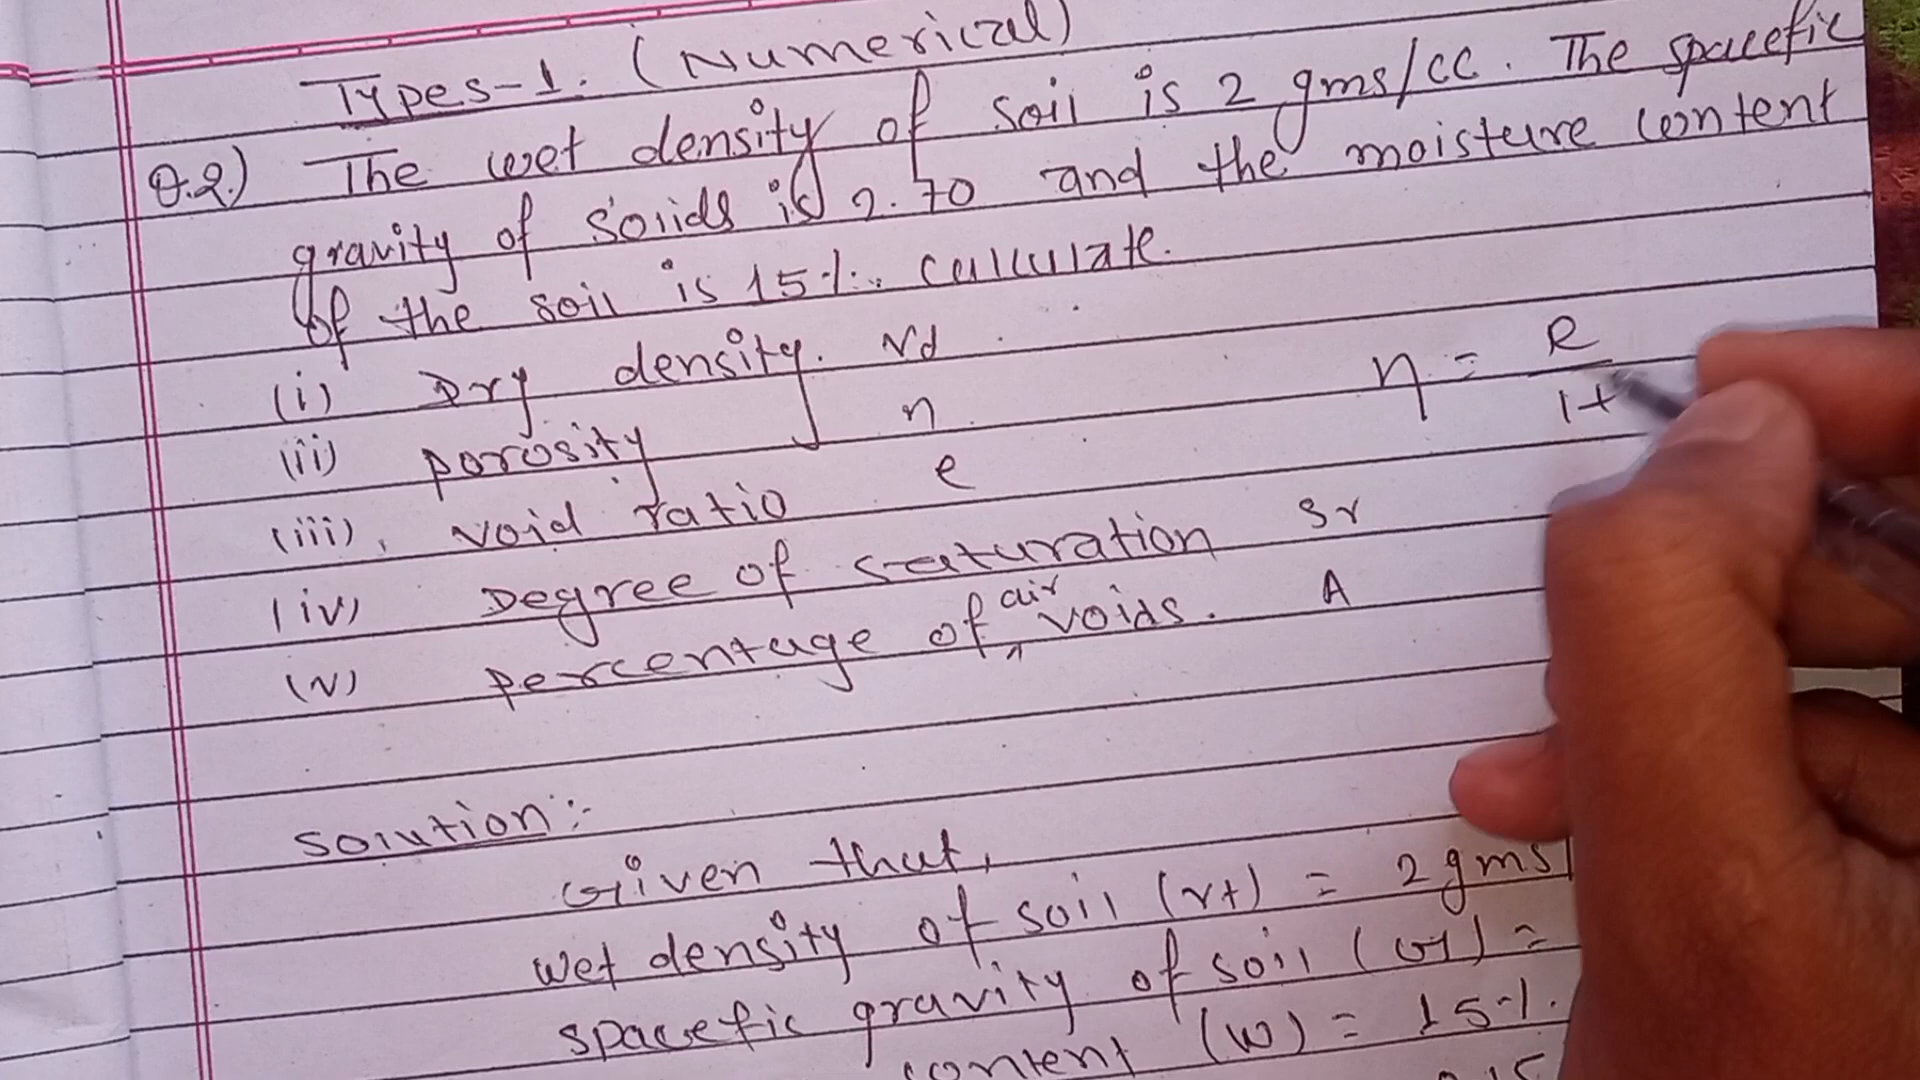 Types-1. (Numerical)
Q.2.) The wet density of soil is 2 gms/cc. The spacefic
gravity of solids is 2.70 and the moisture content
of the soil is 15%. calculate.
(i) Dry density. γd
(ii) porosity n
(iii), void ratio e
(iv) Degree of saturation Sr
(v) percentage of air voids. A
η = e
1+
Solution:-
Given that,
wet density of soil (γt) = 2 gms/
spacefic gravity of soil (G) =
content (w) = 15%.